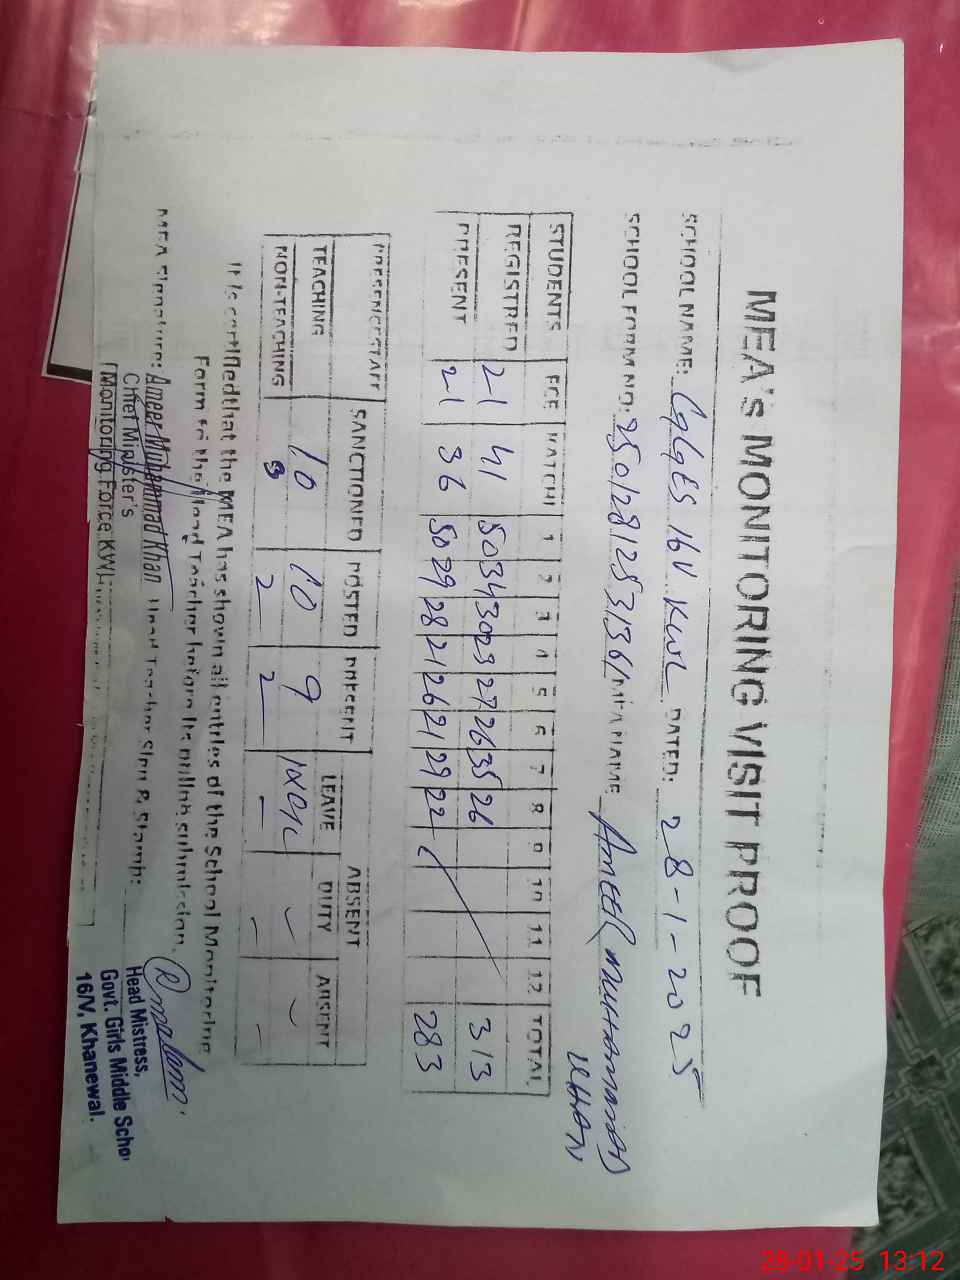 MEA's MONITORING VISIT PROOF
SCHOOL NAME: GGES 16V KWL DATED: 28-1-2025
SCHOOL FORM NO: MEA NAME AMEER MUHAMMAD KHAN
STUDENTS ECE KATCHI 1 2 3 4 5 6 7 8 9 10 11 12 TOTAL
REGISTRED 21 41 50 34 30 23 27 26 35 26 313
PRESENT 21 36 50 29 28 21 26 21 29 22 283
PRESENCE STAFF SANCTIONED POSTED PRESENT ABSENT
LEAVE DUTY ABSENT
TEACHING 10 10 9
NON-TEACHING 3 2 2 - - -
It is certified that the MEA has shown all entries of the School Monitoring
Form to the Head Teacher before its online submission.
MEA Signature: Ameer Muhammad Khan Head Teacher Sign & Stamp:
Chief Minister's
Monitoring Force KWL
Head Mistress,
Govt. Girls Middle Schoo
16/V, Khanewal.
28-01-25 13:12